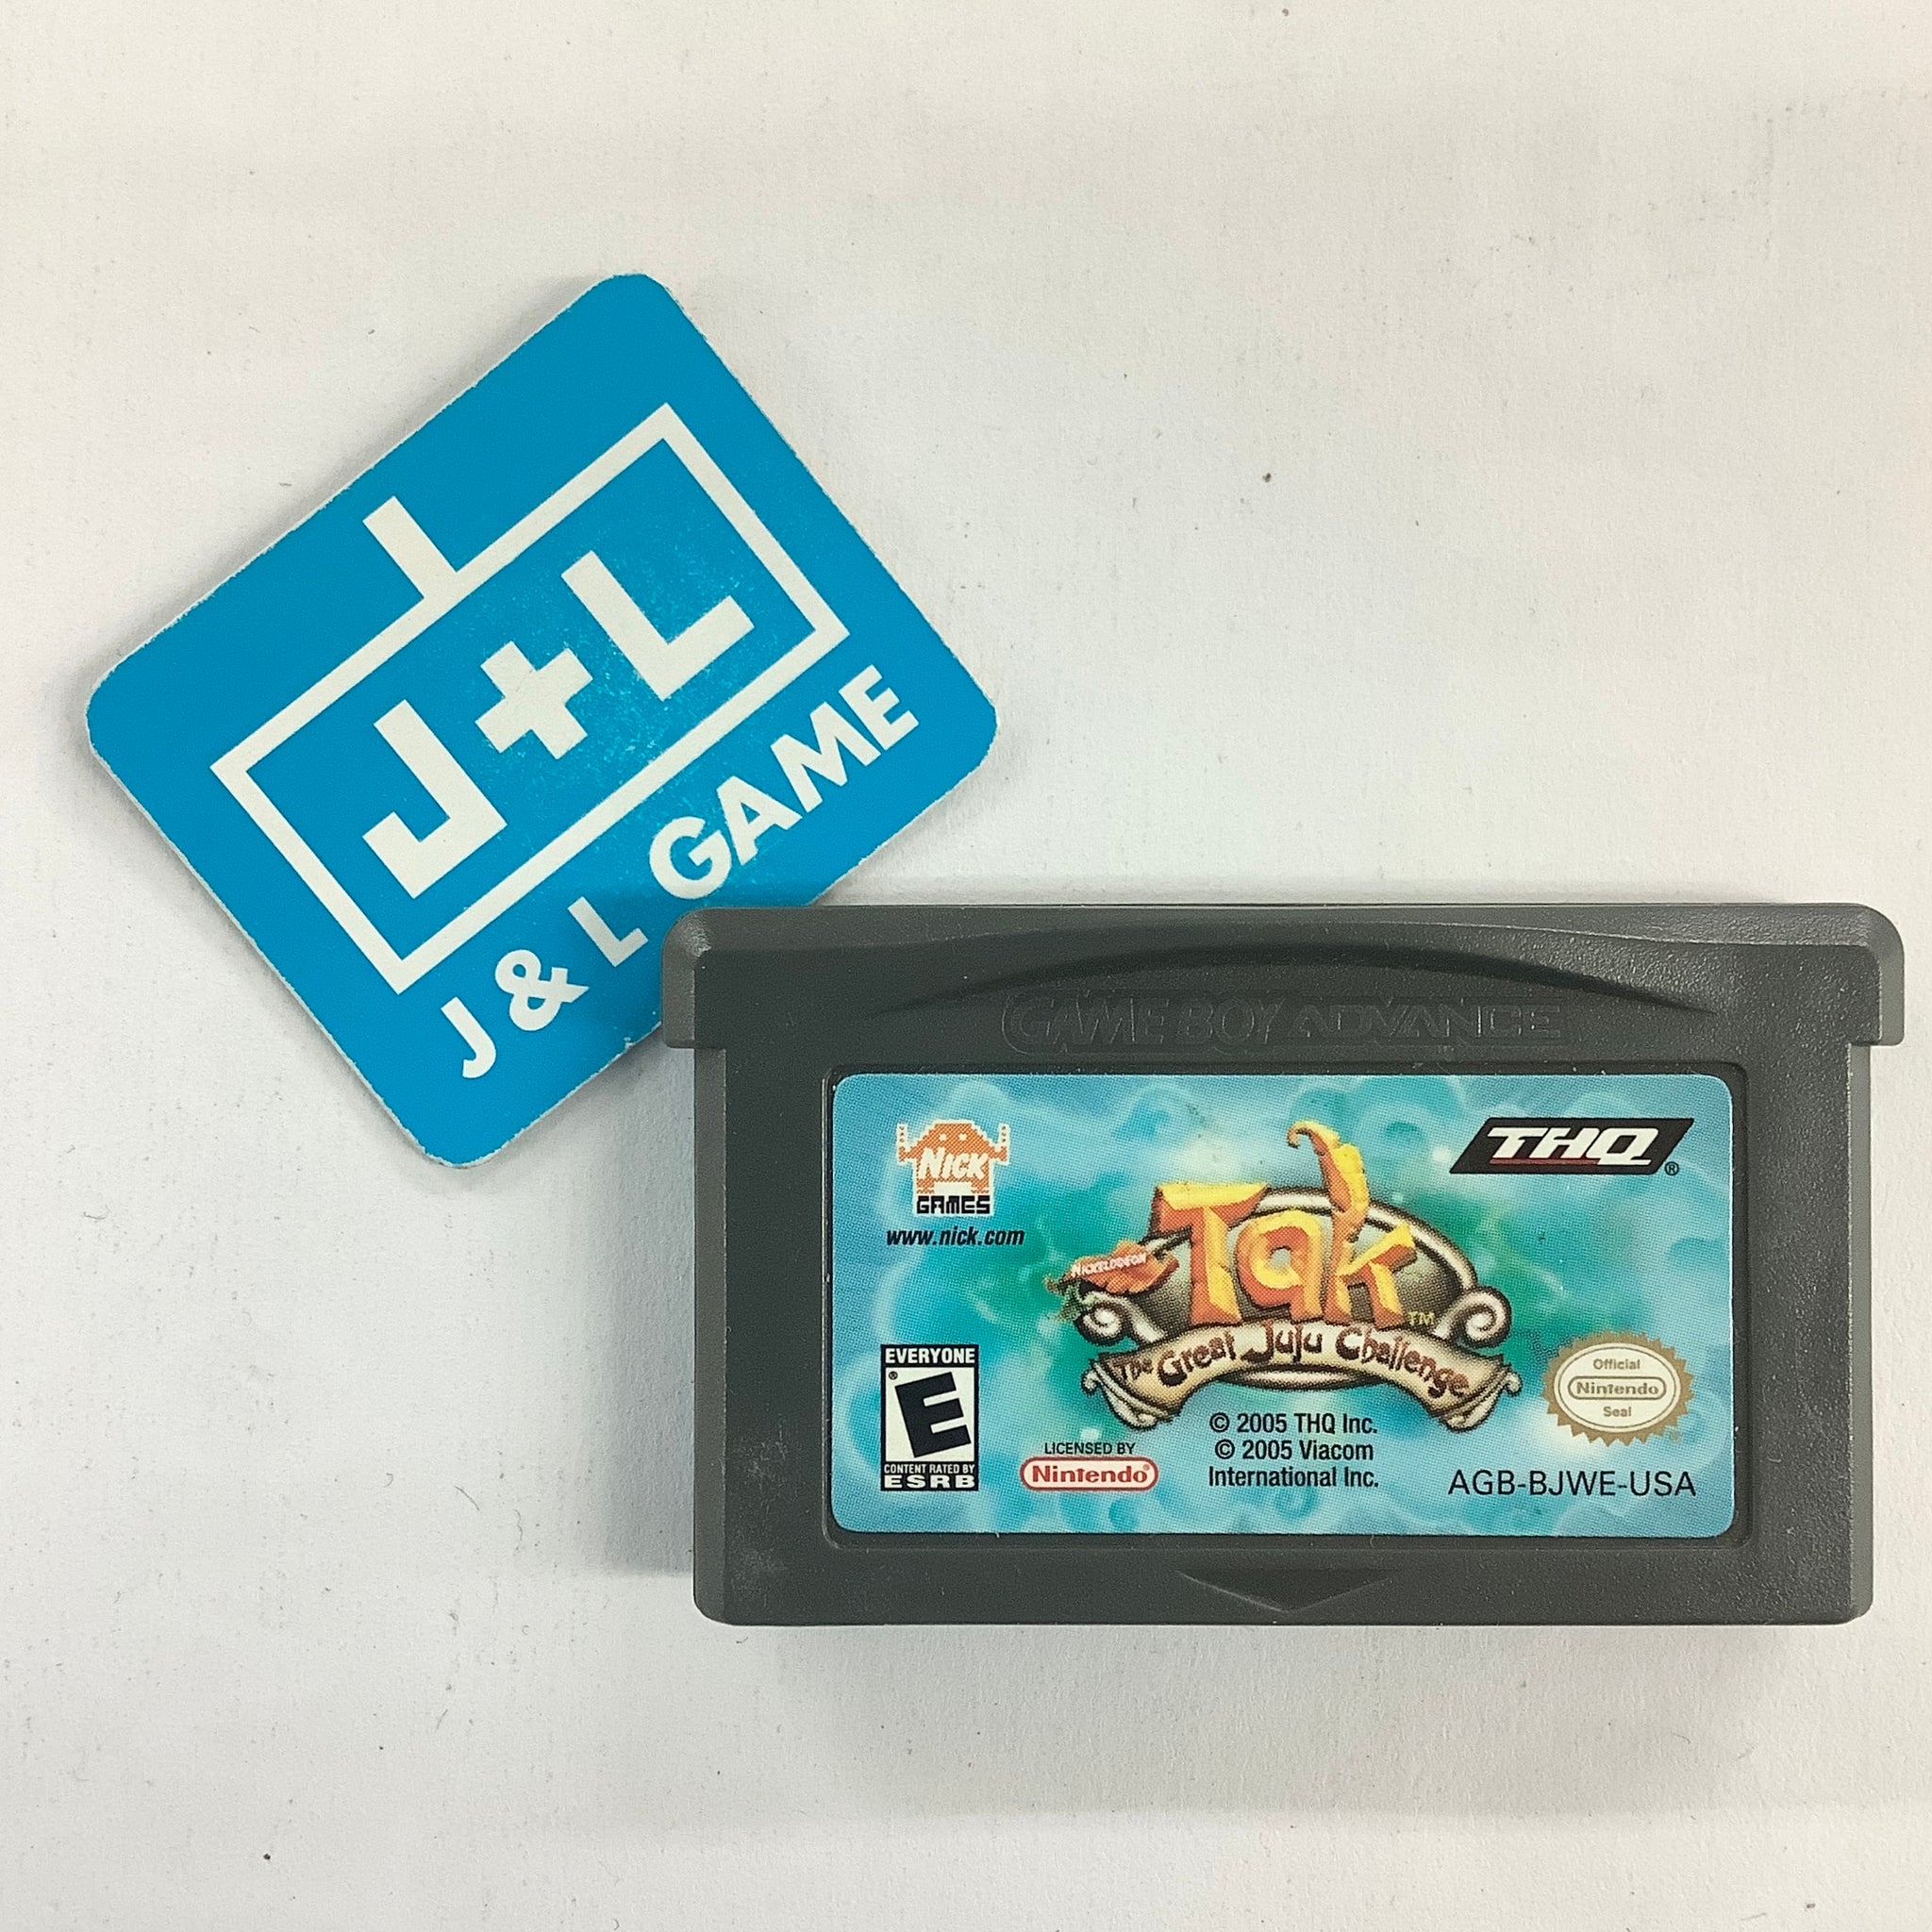 J+L
J & L GAME
GAME BOY ADVANCE
NICK
GAMES
www.nick.com
THQ®
NICKELODEON
Tak™
The Great Juju Challenge
EVERYONE
E®
CONTENT RATED BY
ESRB
LICENSED BY
Nintendo®
© 2005 THQ Inc.
© 2005 Viacom
International Inc.
Official
Nintendo
Seal
AGB-BJWE-USA